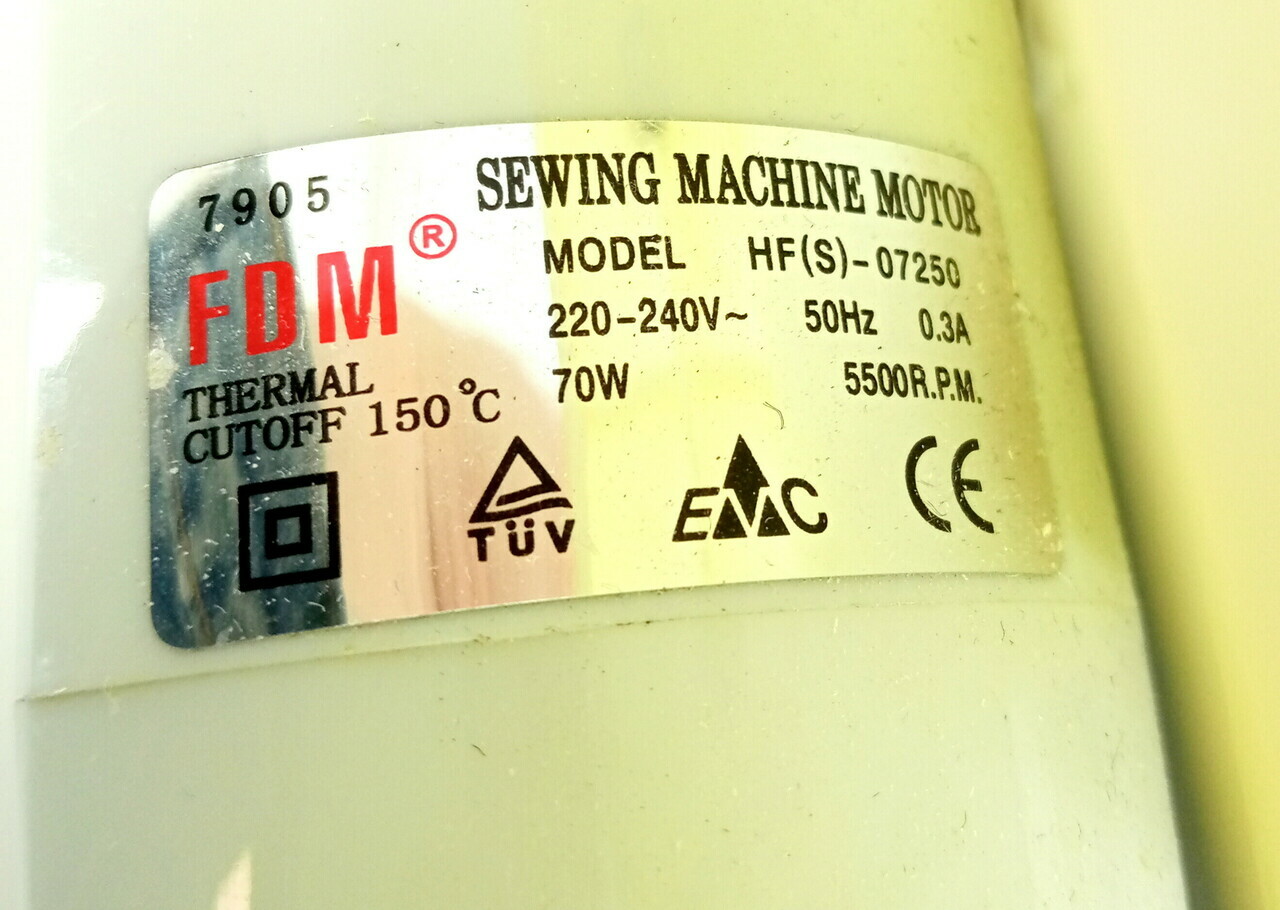 7905
SEWING MACHINE MOTOR
FDM®
MODEL HF(S)-07250
220-240V~ 50Hz 0.3A
70W 5500R.P.M.
THERMAL
CUTOFF 150°C
TÜV
EMC
CE